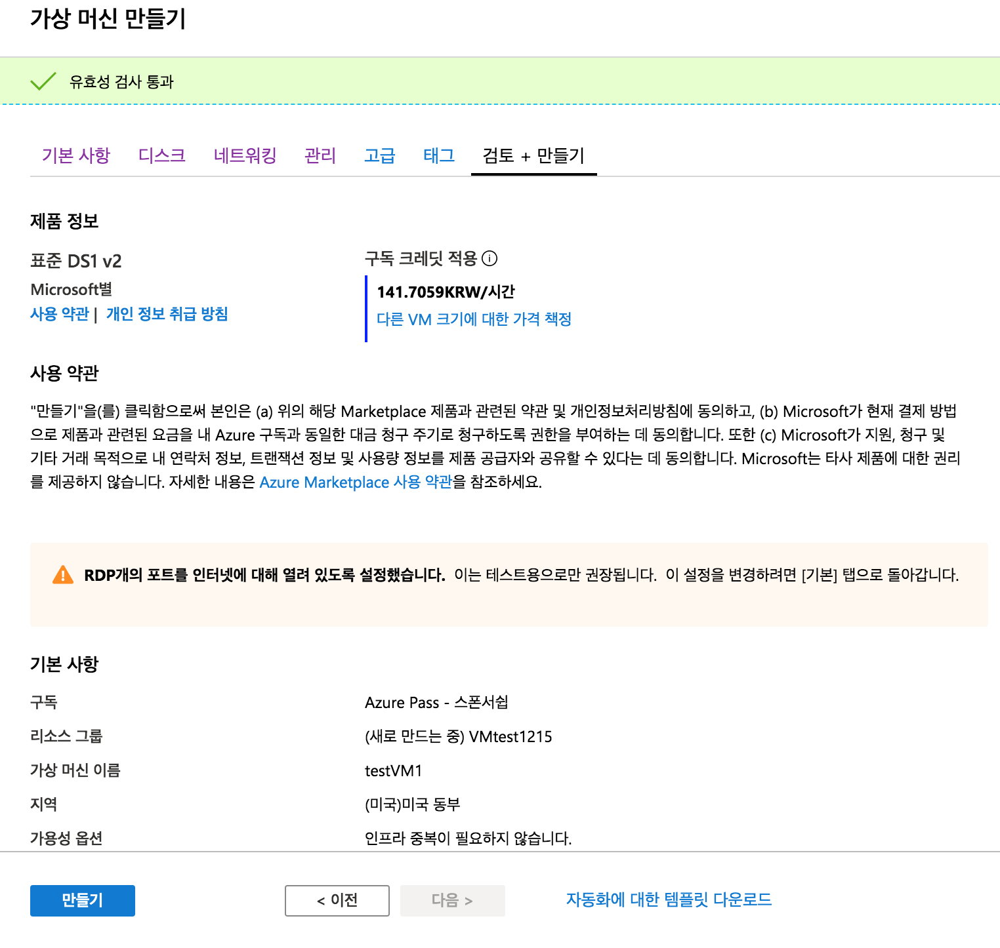 가상 머신 만들기
유효성 검사 통과
기본 사항 디스크 네트워킹 관리 고급 태그 검토 + 만들기
제품 정보
표준 DS1 v2
Microsoft별
사용 약관 | 개인 정보 취급 방침
구독 크레딧 적용
141.7059KRW/시간
다른 VM 크기에 대한 가격 책정
사용 약관
"만들기"을(를) 클릭함으로써 본인은 (a) 위의 해당 Marketplace 제품과 관련된 약관 및 개인정보처리방침에 동의하고, (b) Microsoft가 현재 결제 방법
으로 제품과 관련된 요금을 내 Azure 구독과 동일한 대금 청구 주기로 청구하도록 권한을 부여하는 데 동의합니다. 또한 (c) Microsoft가 지원, 청구 및
기타 거래 목적으로 내 연락처 정보, 트랜잭션 정보 및 사용량 정보를 제품 공급자와 공유할 수 있다는 데 동의합니다. Microsoft는 타사 제품에 대한 권리
를 제공하지 않습니다. 자세한 내용은 Azure Marketplace 사용 약관을 참조하세요.
RDP개의 포트를 인터넷에 대해 열려 있도록 설정했습니다. 이는 테스트용으로만 권장됩니다. 이 설정을 변경하려면 [기본] 탭으로 돌아갑니다.
기본 사항
구독 Azure Pass - 스폰서쉽
리소스 그룹 (새로 만드는 중) VMtest1215
가상 머신 이름 testVM1
지역 (미국)미국 동부
가용성 옵션 인프라 중복이 필요하지 않습니다.
만들기 < 이전 다음 > 자동화에 대한 템플릿 다운로드